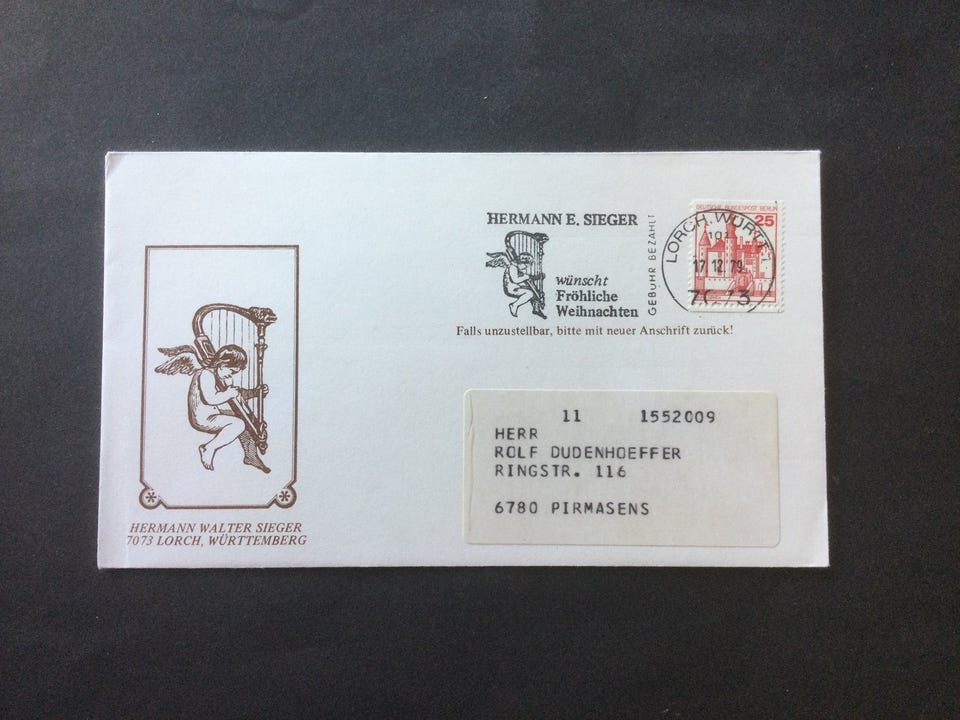 HERMANN E. SIEGER
wünscht
Fröhliche
Weihnachten
GEBÜHR BEZAHLT
DEUTSCHE BUNDESPOST BERLIN
25
LORCH, WÜRTT 1
101
17.12.79
7073
Falls unzustellbar, bitte mit neuer Anschrift zurück!
11 1552009
HERR
ROLF DUDENHOEFFER
RINGSTR. 116
6780 PIRMASENS
HERMANN WALTER SIEGER
7073 LORCH, WÜRTTEMBERG